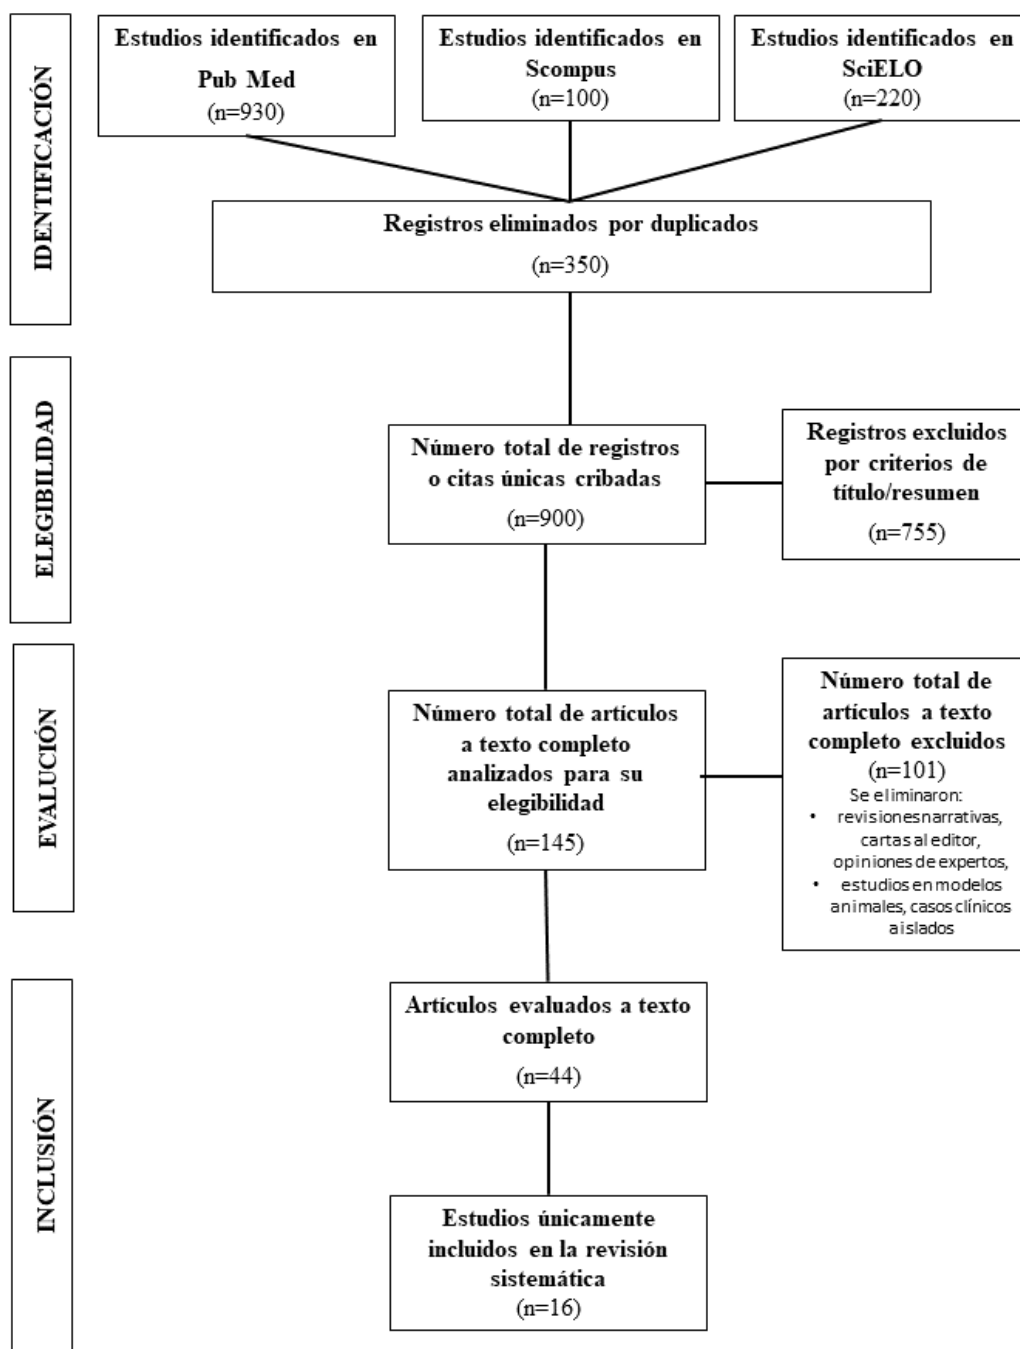 IDENTIFICACIÓN
Estudios identificados en
Pub Med
(n=930)
Estudios identificados en
Scompus
(n=100)
Estudios identificados en
SciELO
(n=220)
Registros eliminados por duplicados
(n=350)
ELEGIBILIDAD
Número total de registros
o citas únicas cribadas
(n=900)
Registros excluidos
por criterios de
título/resumen
(n=755)
EVALUCIÓN
Número total de artículos
a texto completo
analizados para su
elegibilidad
(n=145)
Número total de
artículos a texto
completo excluidos
(n=101)
Se eliminaron:
• revisiones narrativas,
cartas al editor,
opiniones de expertos,
• estudios en modelos
animales, casos clínicos
aislados
INCLUSIÓN
Artículos evaluados a texto
completo
(n=44)
Estudios únicamente
incluidos en la revisión
sistemática
(n=16)